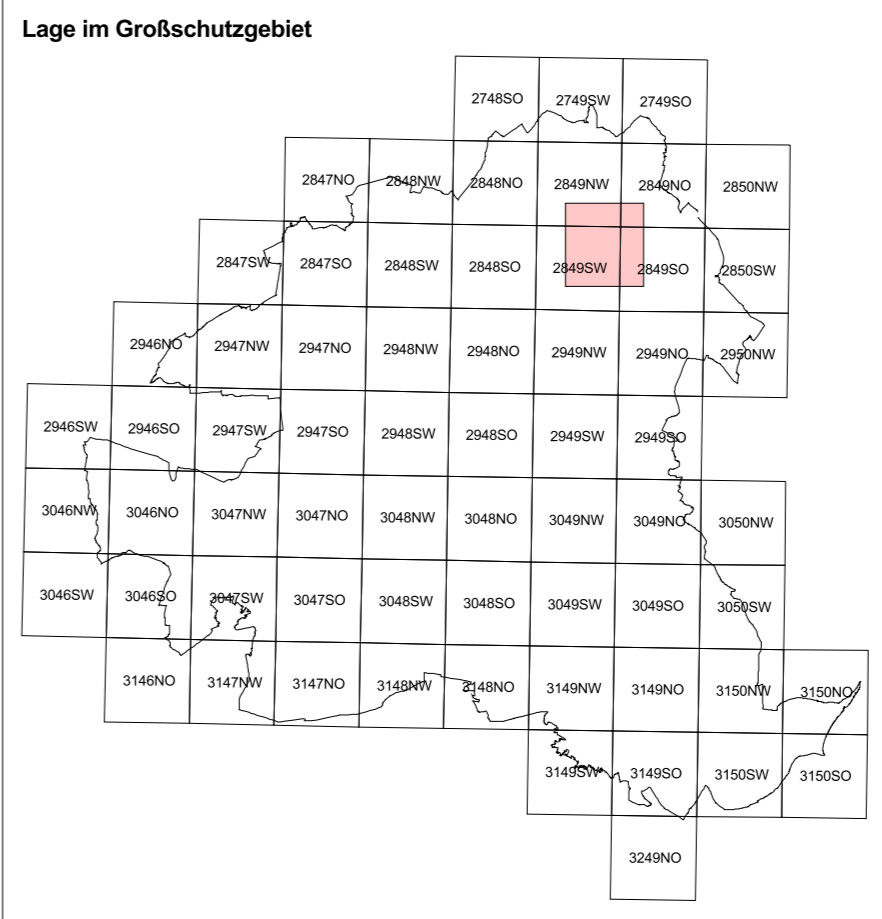 Lage im Großschutzgebiet
2748SO 2749SW 2749SO
2847NO 2848NW 2848NO 2849NW 2849NO 2850NW
2847SW 2847SO 2848SW 2848SO 2849SW 2849SO 2850SW
2946NO 2947NW 2947NO 2948NW 2948NO 2949NW 2949NO 2950NW
2946SW 2946SO 2947SW 2947SO 2948SW 2948SO 2949SW 2949SO
3046NW 3046NO 3047NW 3047NO 3048NW 3048NO 3049NW 3049NO 3050NW
3046SW 3046SO 3047SW 3047SO 3048SW 3048SO 3049SW 3049SO 3050SW
3146NO 3147NW 3147NO 3148NW 3148NO 3149NW 3149NO 3150NW 3150NO
3149SW 3149SO 3150SW 3150SO
3249NO